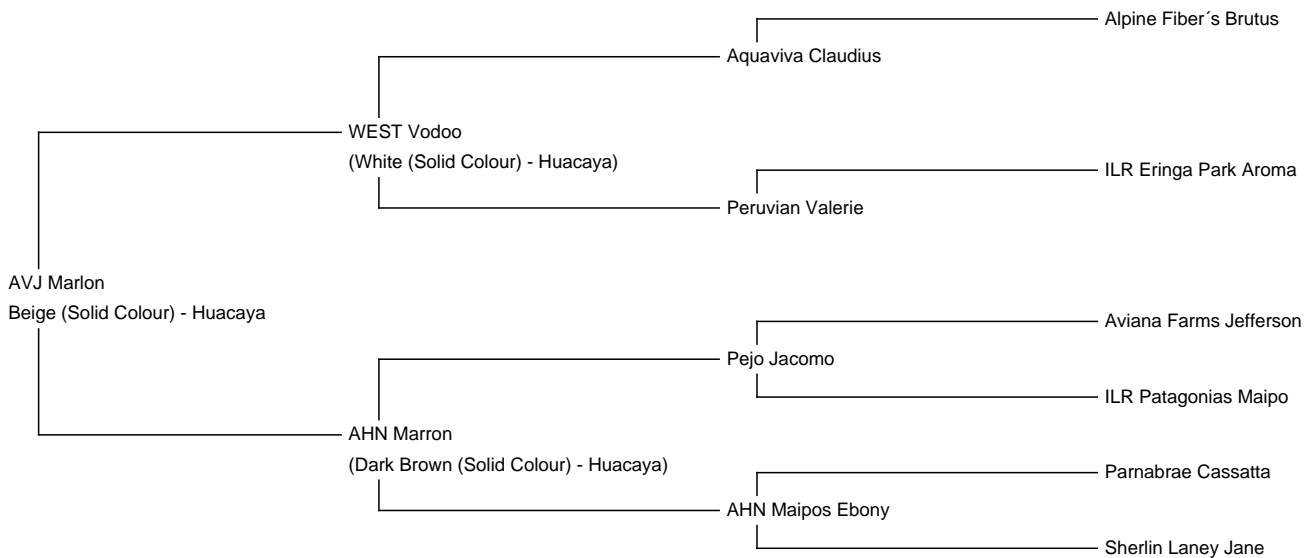 Alpine Fiber´s Brutus
Aquaviva Claudius
WEST Vodoo
(White (Solid Colour) - Huacaya)
ILR Eringa Park Aroma
Peruvian Valerie
AVJ Marlon
Beige (Solid Colour) - Huacaya
Aviana Farms Jefferson
Pejo Jacomo
ILR Patagonias Maipo
AHN Marron
(Dark Brown (Solid Colour) - Huacaya)
Parnabrae Cassatta
AHN Maipos Ebony
Sherlin Laney Jane